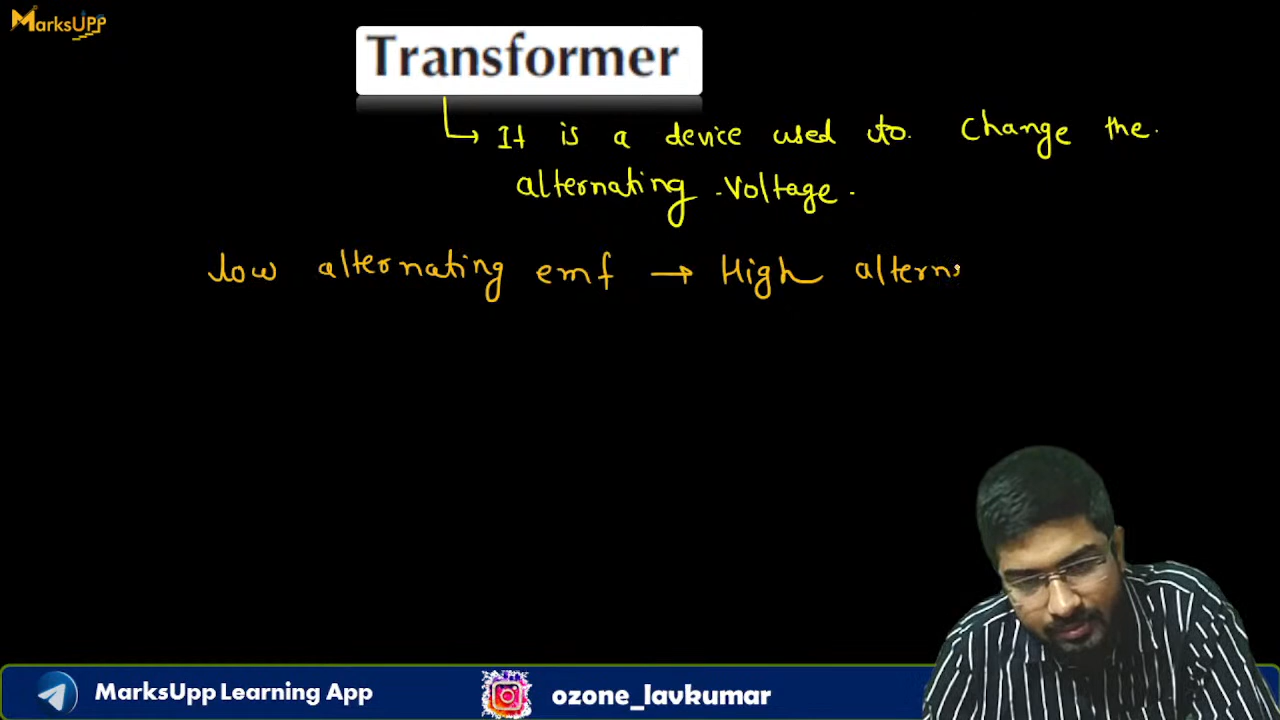 MarksUPP
Transformer
It is a device used to change the
alternating voltage.
low alternating emf → High altern
MarksUpp Learning App
ozone_lavkumar